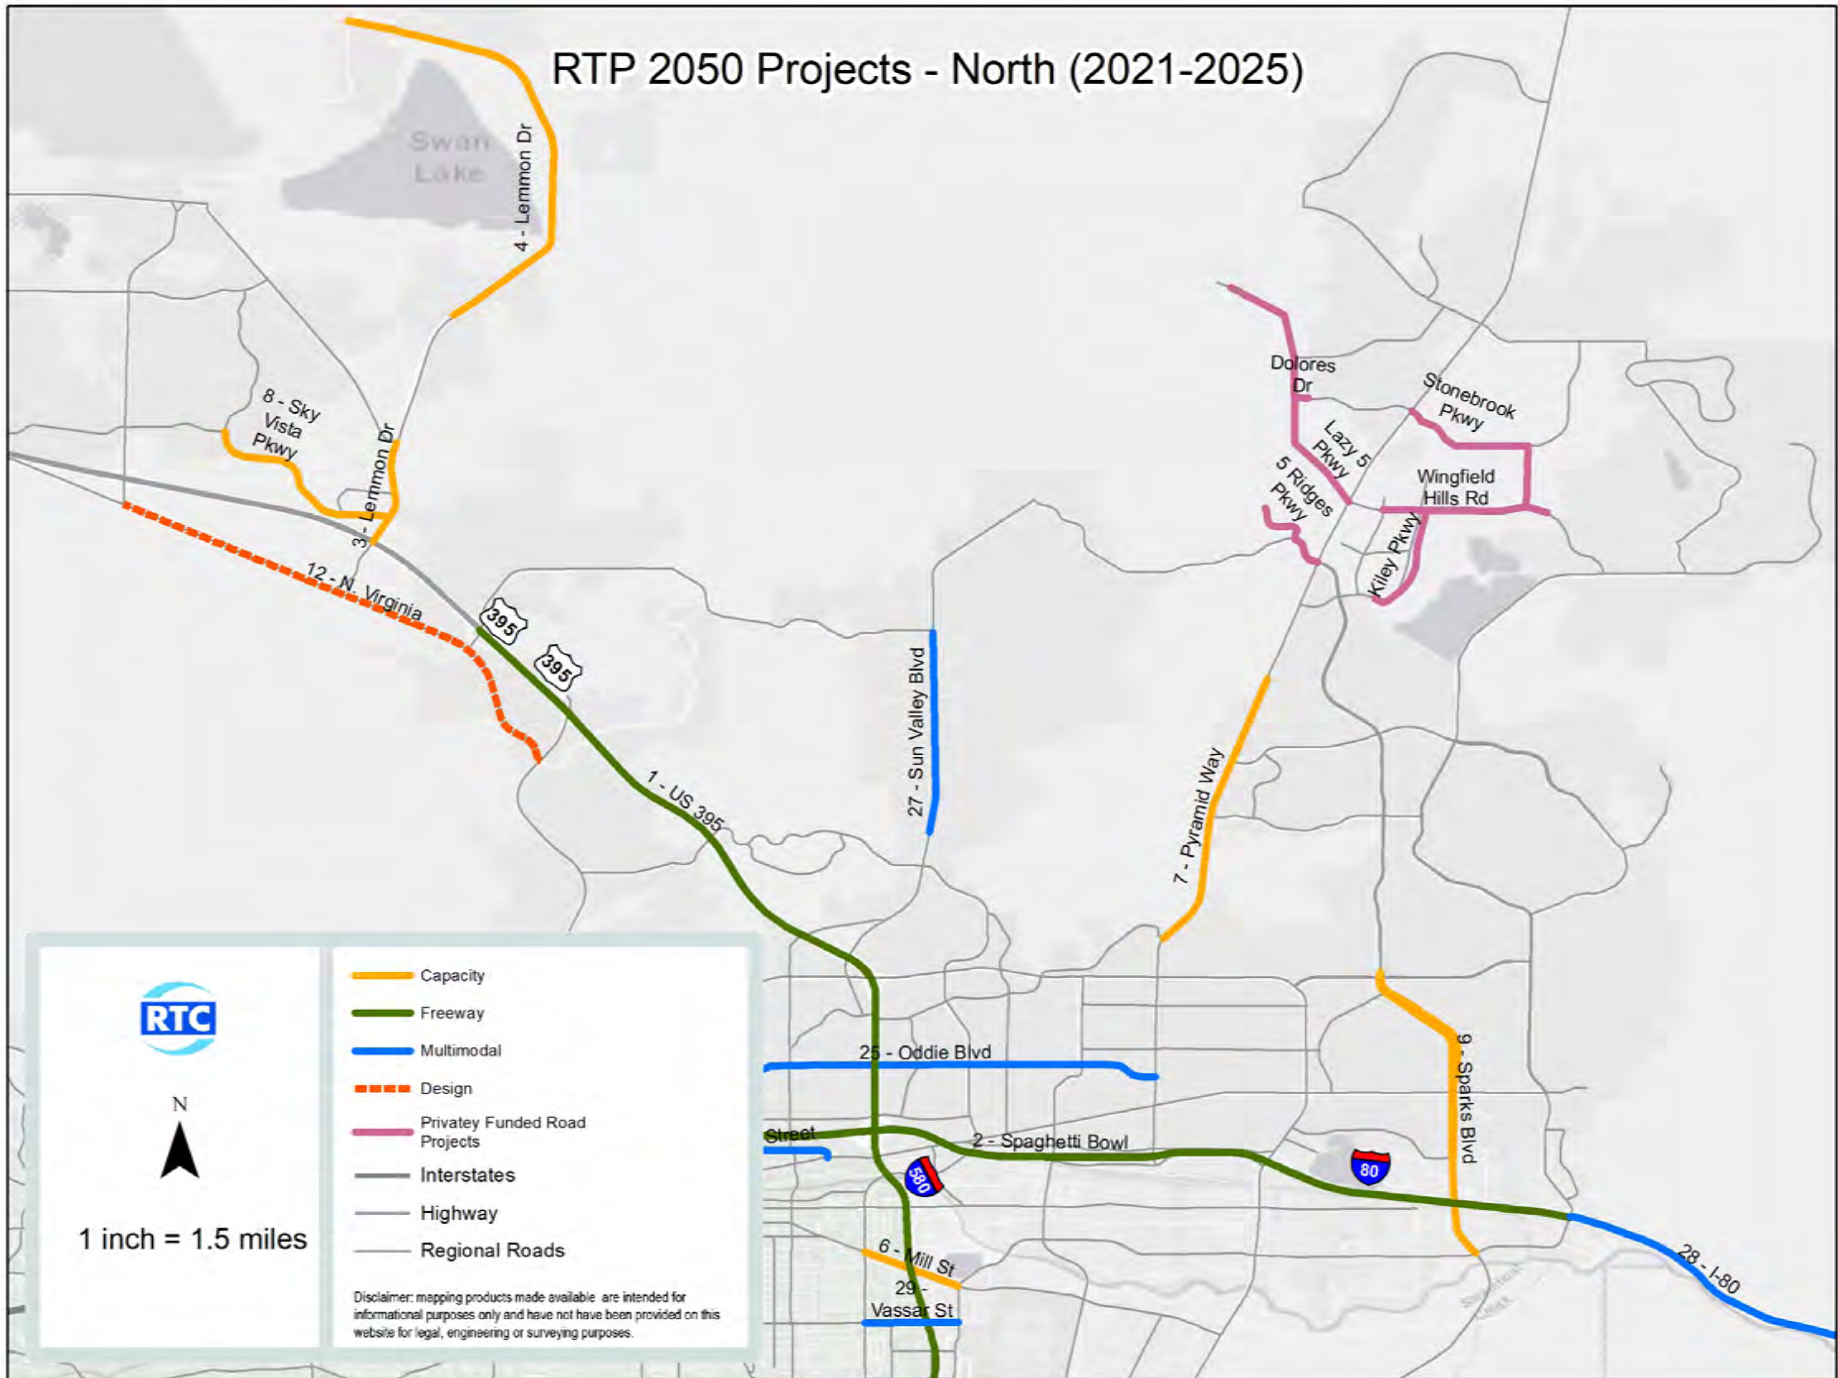 RTP 2050 Projects - North (2021-2025)
Swan
Lake
4 - Lemmon Dr
8 - Sky
Vista
Pkwy
3 - Lemmon Dr
12 - N. Virginia
395
395
1 - US 395
27 - Sun Valley Blvd
7 - Pyramid Way
Dolores
Dr
Stonebrook
Pkwy
Lazy 5
Pkwy
5 Ridges
Pkwy
Wingfield
Hills Rd
Kiley Pkwy
25 - Oddie Blvd
9 - Sparks Blvd
Street
2 - Spaghetti Bowl
580
80
6 - Mill St
29 -
Vassar St
28 - I-80
RTC
N
1 inch = 1.5 miles
Capacity
Freeway
Multimodal
Design
Privatey Funded Road
Projects
Interstates
Highway
Regional Roads
Disclaimer: mapping products made available are intended for
informational purposes only and have not have been provided on this
website for legal, engineering or surveying purposes.